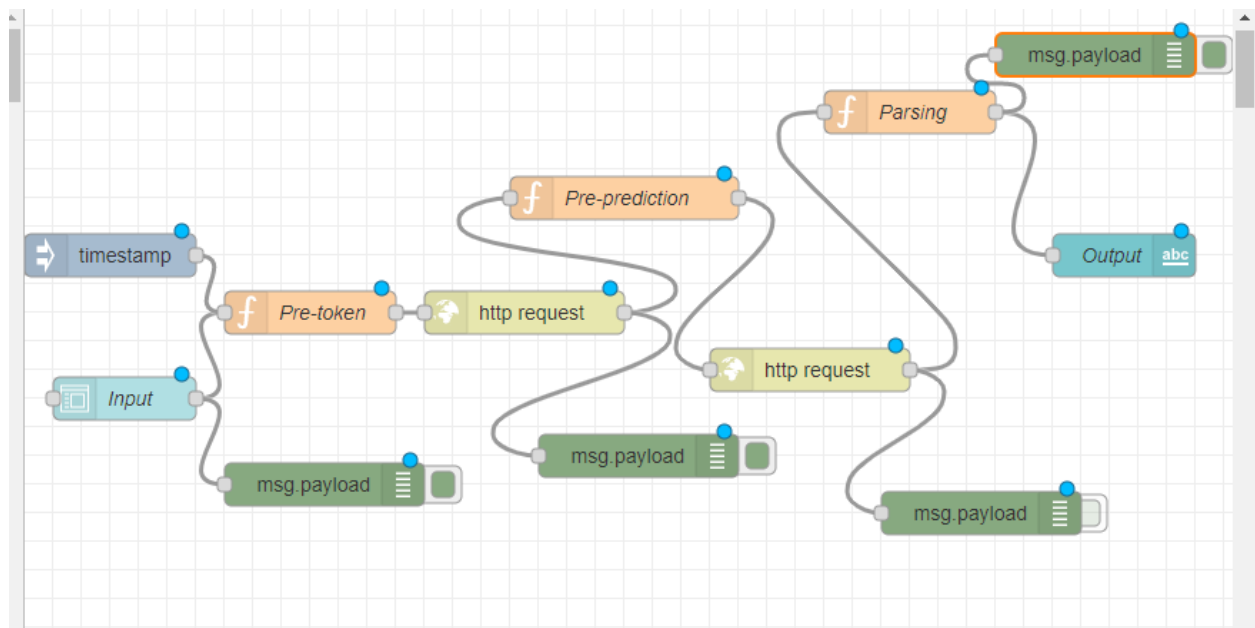 msg.payload
Parsing
Pre-prediction
timestamp
Output
abc
Pre-token
http request
http request
Input
msg.payload
msg.payload
msg.payload